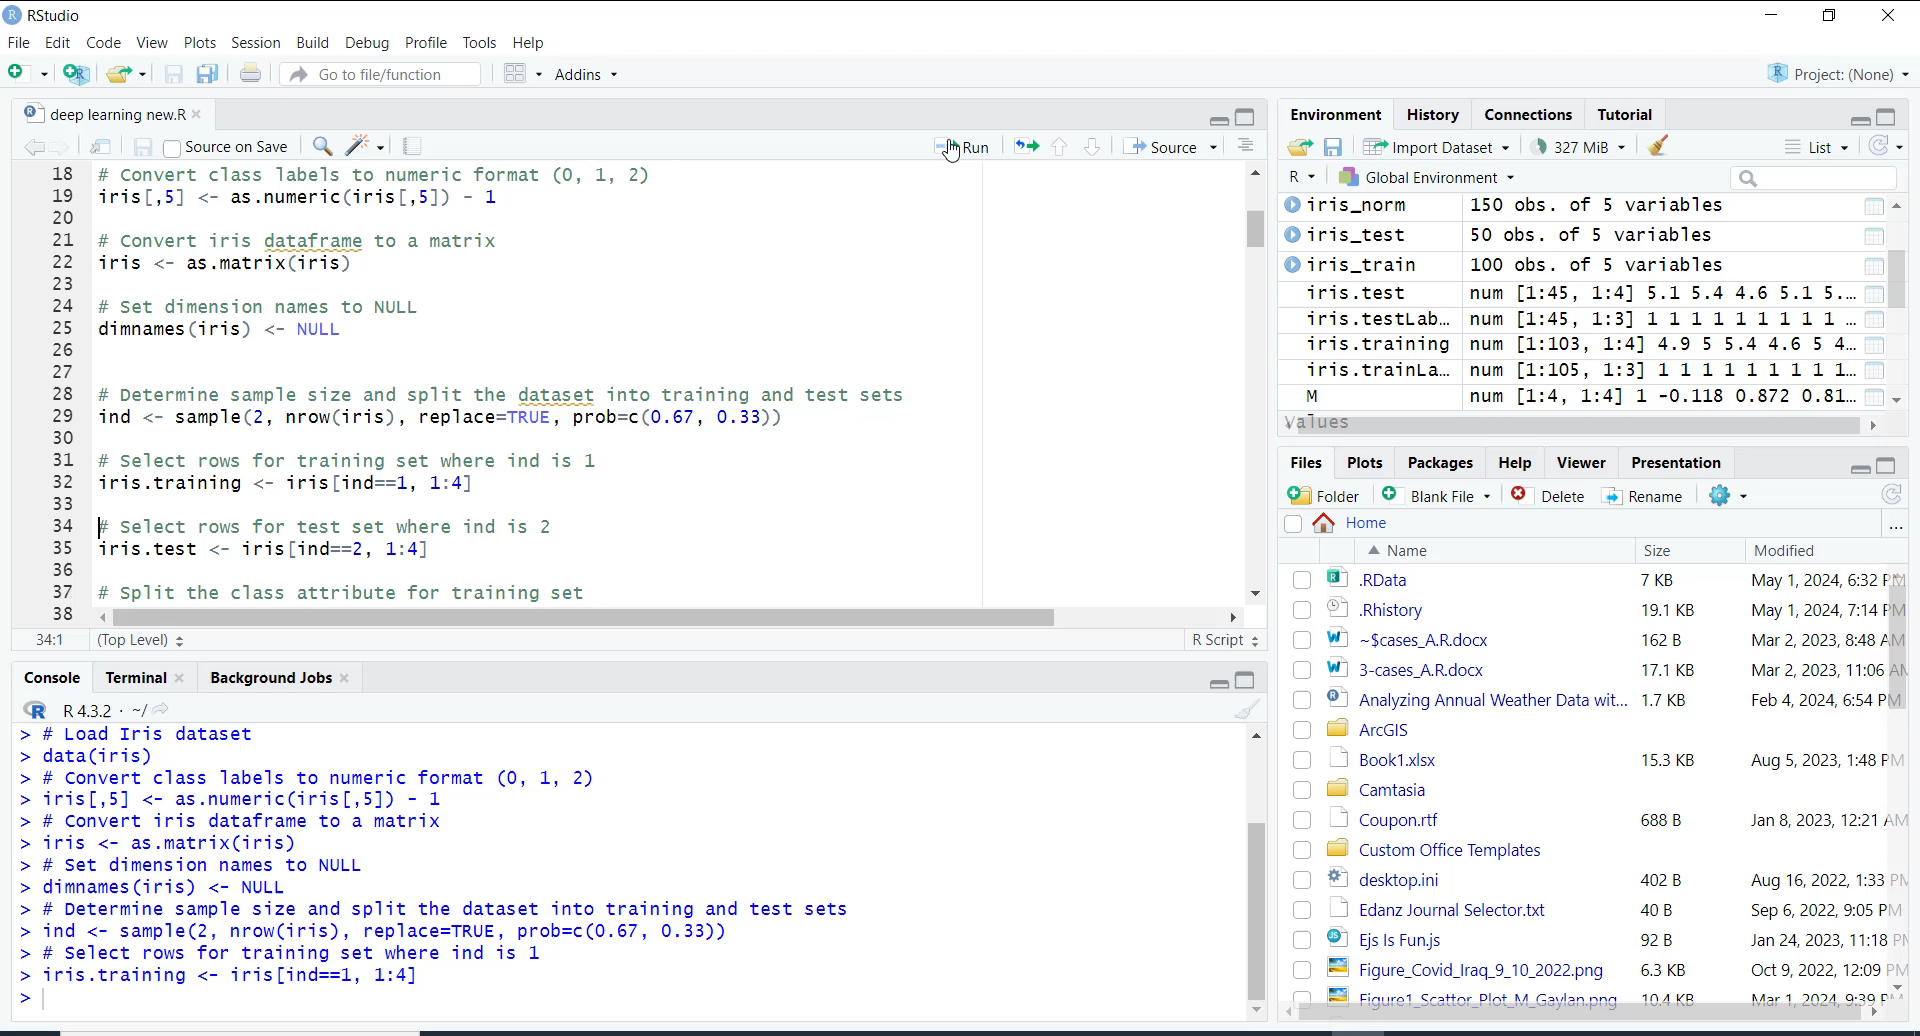 RStudio
File Edit Code View Plots Session Build Debug Profile Tools Help
Go to file/function Addins Project: (None)
deep learning new.R
Source on Save Run Source
18 # Convert class labels to numeric format (0, 1, 2)
19 iris[,5] <- as.numeric(iris[,5]) - 1
20
21 # Convert iris dataframe to a matrix
22 iris <- as.matrix(iris)
23
24 # Set dimension names to NULL
25 dimnames(iris) <- NULL
26
27
28 # Determine sample size and split the dataset into training and test sets
29 ind <- sample(2, nrow(iris), replace=TRUE, prob=c(0.67, 0.33))
30
31 # Select rows for training set where ind is 1
32 iris.training <- iris[ind==1, 1:4]
33
34 # Select rows for test set where ind is 2
35 iris.test <- iris[ind==2, 1:4]
36
37 # Split the class attribute for training set
38
34:1 (Top Level) R Script
Console Terminal Background Jobs
R 4.3.2 · ~/
> # Load Iris dataset
> data(iris)
> # Convert class labels to numeric format (0, 1, 2)
> iris[,5] <- as.numeric(iris[,5]) - 1
> # Convert iris dataframe to a matrix
> iris <- as.matrix(iris)
> # Set dimension names to NULL
> dimnames(iris) <- NULL
> # Determine sample size and split the dataset into training and test sets
> ind <- sample(2, nrow(iris), replace=TRUE, prob=c(0.67, 0.33))
> # Select rows for training set where ind is 1
> iris.training <- iris[ind==1, 1:4]
>
Environment History Connections Tutorial
Import Dataset 327 MiB List
R Global Environment
iris_norm 150 obs. of 5 variables
iris_test 50 obs. of 5 variables
iris_train 100 obs. of 5 variables
iris.test num [1:45, 1:4] 5.1 5.4 4.6 5.1 5....
iris.testLab... num [1:45, 1:3] 1 1 1 1 1 1 1 1 1 ...
iris.training num [1:103, 1:4] 4.9 5 5.4 4.6 5 4...
iris.trainLa... num [1:105, 1:3] 1 1 1 1 1 1 1 1 1...
M num [1:4, 1:4] 1 -0.118 0.872 0.81...
Values
Files Plots Packages Help Viewer Presentation
Folder Blank File Delete Rename
Home ...
Name Size Modified
.RData 7 KB May 1, 2024, 6:32 PM
.Rhistory 19.1 KB May 1, 2024, 7:14 PM
~$cases_A.R.docx 162 B Mar 2, 2023, 8:48 AM
3-cases_A.R.docx 17.1 KB Mar 2, 2023, 11:06 AM
Analyzing Annual Weather Data wit... 1.7 KB Feb 4, 2024, 6:54 PM
ArcGIS
Book1.xlsx 15.3 KB Aug 5, 2023, 1:48 PM
Camtasia
Coupon.rtf 688 B Jan 8, 2023, 12:21 AM
Custom Office Templates
desktop.ini 402 B Aug 16, 2022, 1:33 PM
Edanz Journal Selector.txt 40 B Sep 6, 2022, 9:05 PM
Ejs Is Fun.js 92 B Jan 24, 2023, 11:18 PM
Figure_Covid_Iraq_9_10_2022.png 6.3 KB Oct 9, 2022, 12:09 PM
Figure1_Scattor_Plot_M_Gaylan.png 10.4 KB Mar 1, 2024, 9:39 PM